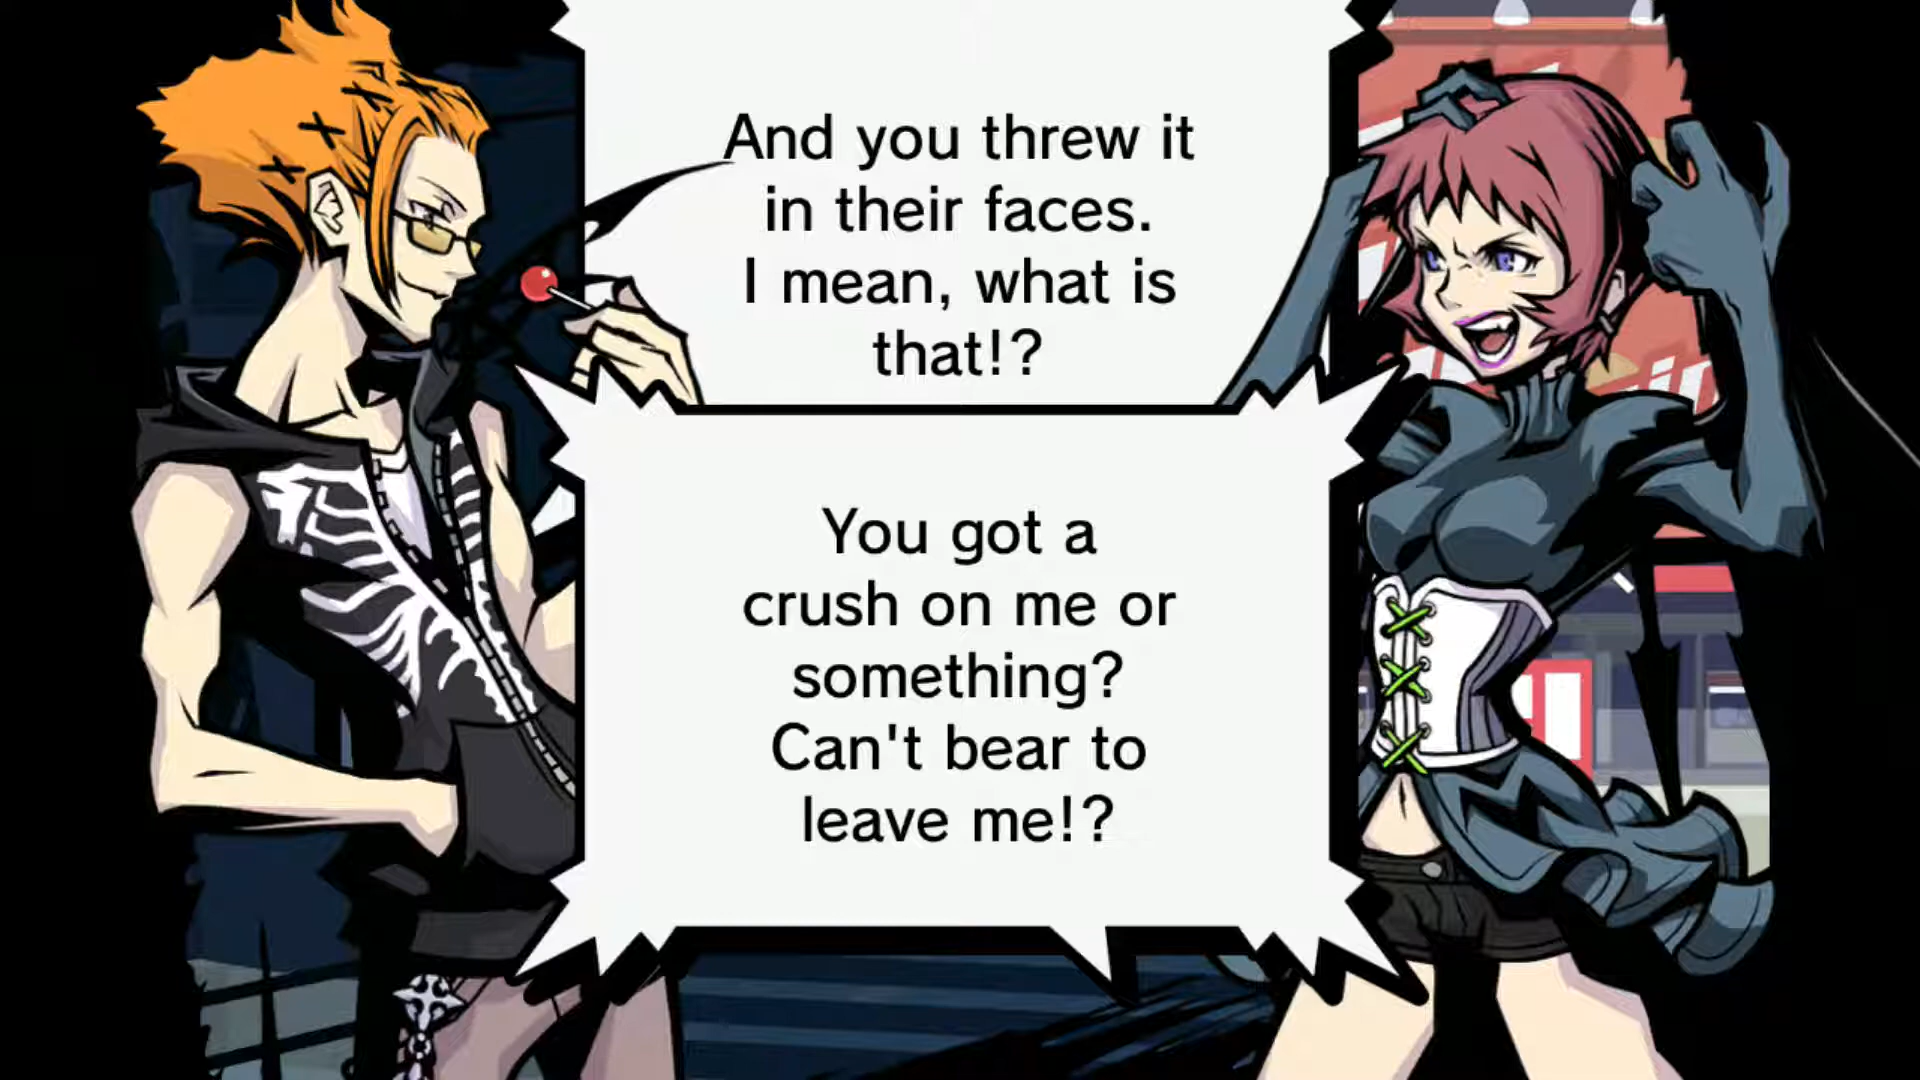 And you threw it
in their faces.
I mean, what is
that!?
You got a
crush on me or
something?
Can't bear to
leave me!?